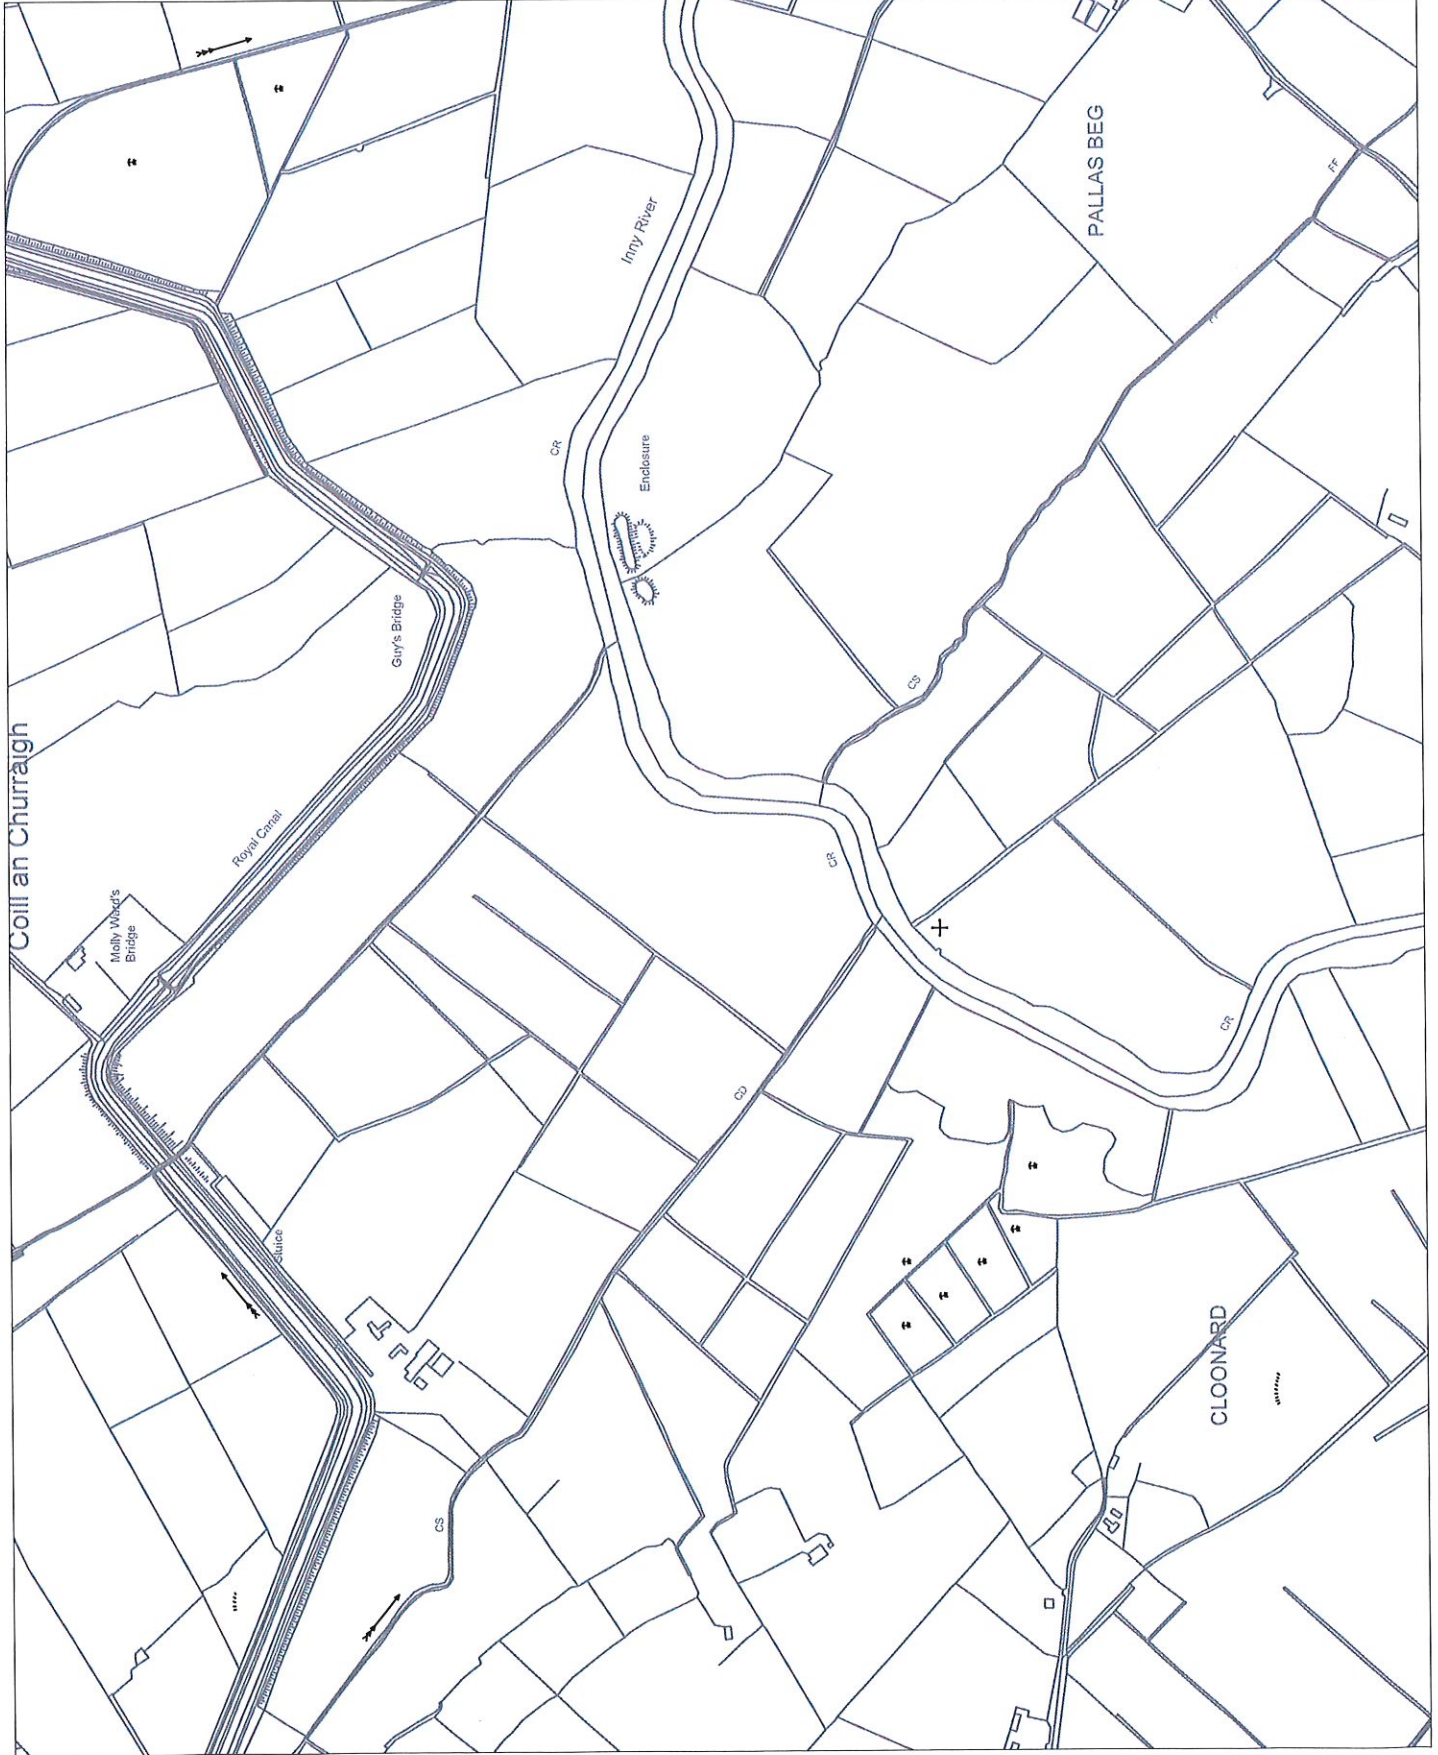 Coill an Churraigh
Molly Ward's
Bridge
Royal Canal
Guy's Bridge
Sluice
Inny River
CR
Enclosure
PALLAS BEG
FF
CS
CR
CD
CR
CS
CLOONARD